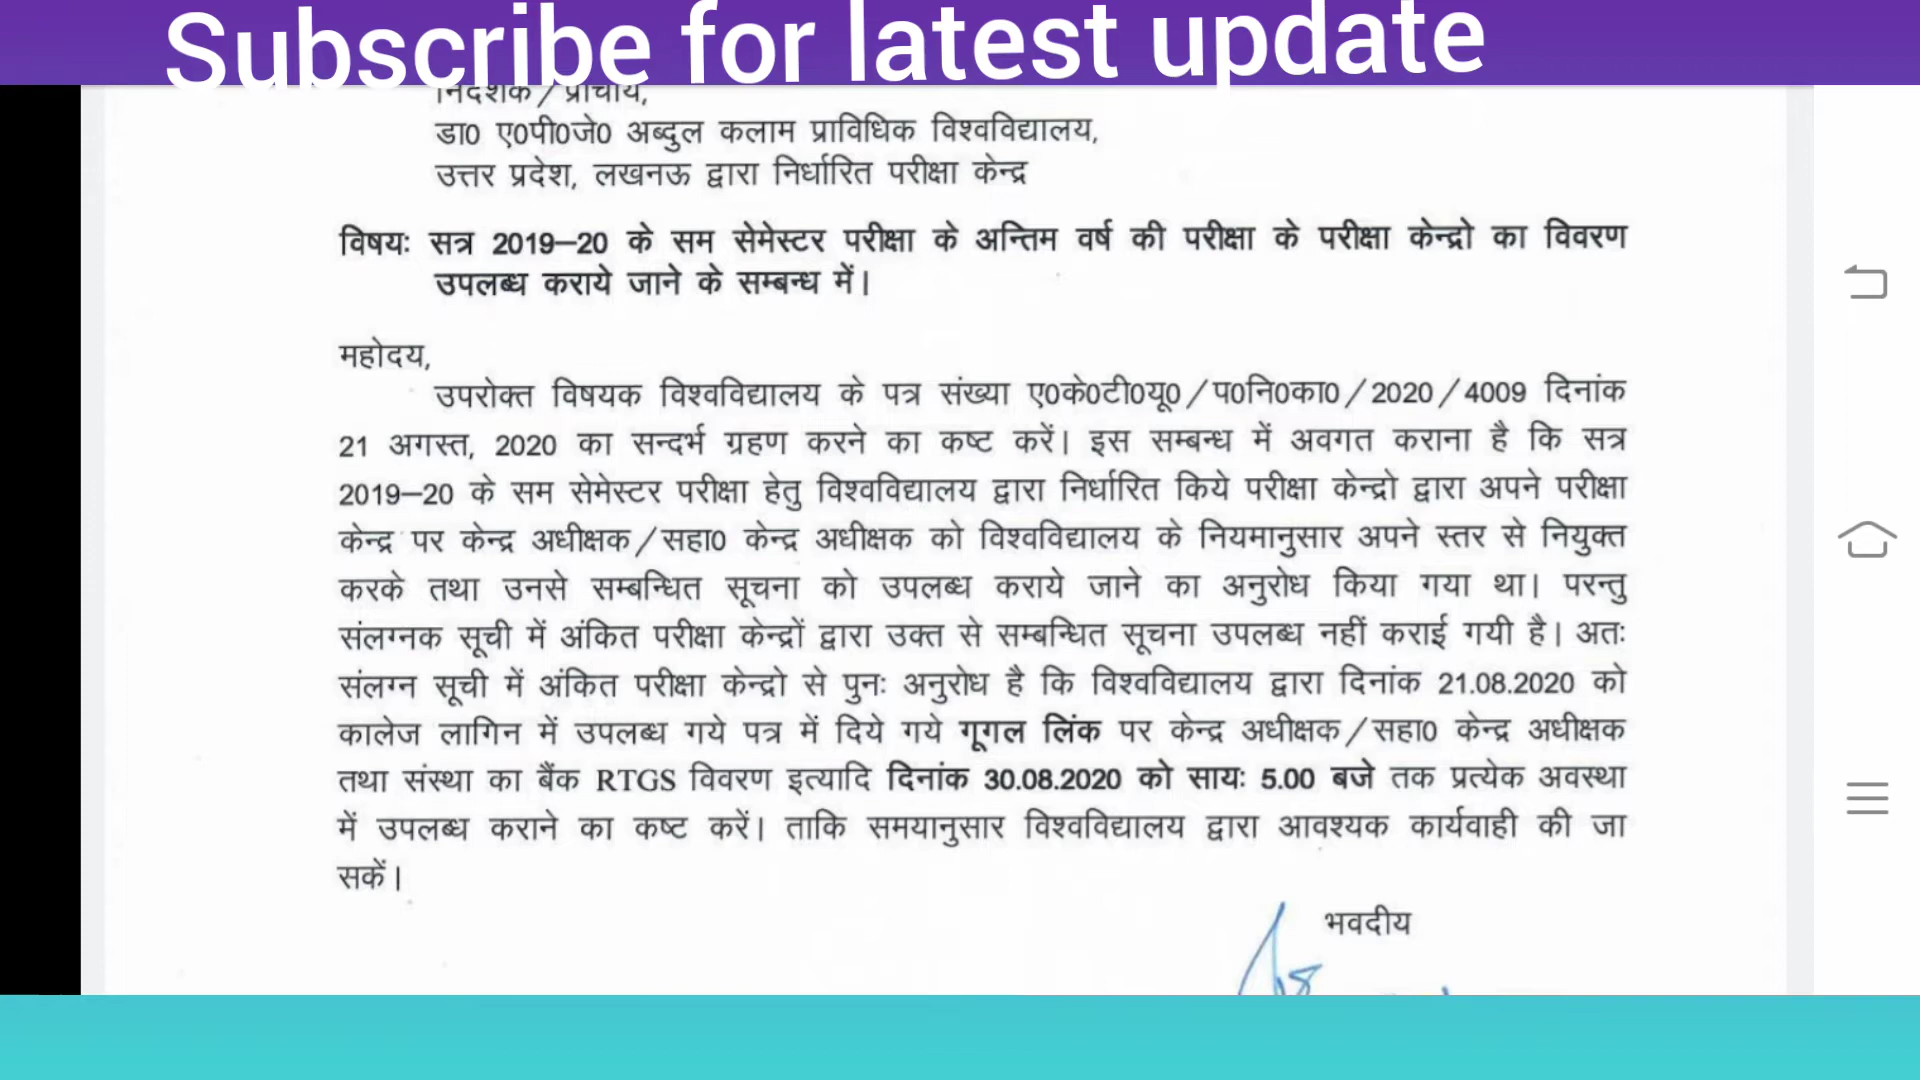 Subscribe for latest update
निदेशक / प्राचार्य,
डा0 ए0पी0जे0 अब्दुल कलाम प्राविधिक विश्वविद्यालय,
उत्तर प्रदेश, लखनऊ द्वारा निर्धारित परीक्षा केन्द्र
विषयः सत्र 2019–20 के सम सेमेस्टर परीक्षा के अन्तिम वर्ष की परीक्षा के परीक्षा केन्द्रो का विवरण
उपलब्ध कराये जाने के सम्बन्ध में।
महोदय,
उपरोक्त विषयक विश्वविद्यालय के पत्र संख्या ए0के0टी0यू0/प0नि0का0/2020/4009 दिनांक
21 अगस्त, 2020 का सन्दर्भ ग्रहण करने का कष्ट करें। इस सम्बन्ध में अवगत कराना है कि सत्र
2019–20 के सम सेमेस्टर परीक्षा हेतु विश्वविद्यालय द्वारा निर्धारित किये परीक्षा केन्द्रो द्वारा अपने परीक्षा
केन्द्र पर केन्द्र अधीक्षक/सहा0 केन्द्र अधीक्षक को विश्वविद्यालय के नियमानुसार अपने स्तर से नियुक्त
करके तथा उनसे सम्बन्धित सूचना को उपलब्ध कराये जाने का अनुरोध किया गया था। परन्तु
संलग्नक सूची में अंकित परीक्षा केन्द्रों द्वारा उक्त से सम्बन्धित सूचना उपलब्ध नहीं कराई गयी है। अतः
संलग्न सूची में अंकित परीक्षा केन्द्रो से पुनः अनुरोध है कि विश्वविद्यालय द्वारा दिनांक 21.08.2020 को
कालेज लागिन में उपलब्ध गये पत्र में दिये गये गूगल लिंक पर केन्द्र अधीक्षक/सहा0 केन्द्र अधीक्षक
तथा संस्था का बैंक RTGS विवरण इत्यादि दिनांक 30.08.2020 को सायः 5.00 बजे तक प्रत्येक अवस्था
में उपलब्ध कराने का कष्ट करें। ताकि समयानुसार विश्वविद्यालय द्वारा आवश्यक कार्यवाही की जा
सकें।
भवदीय